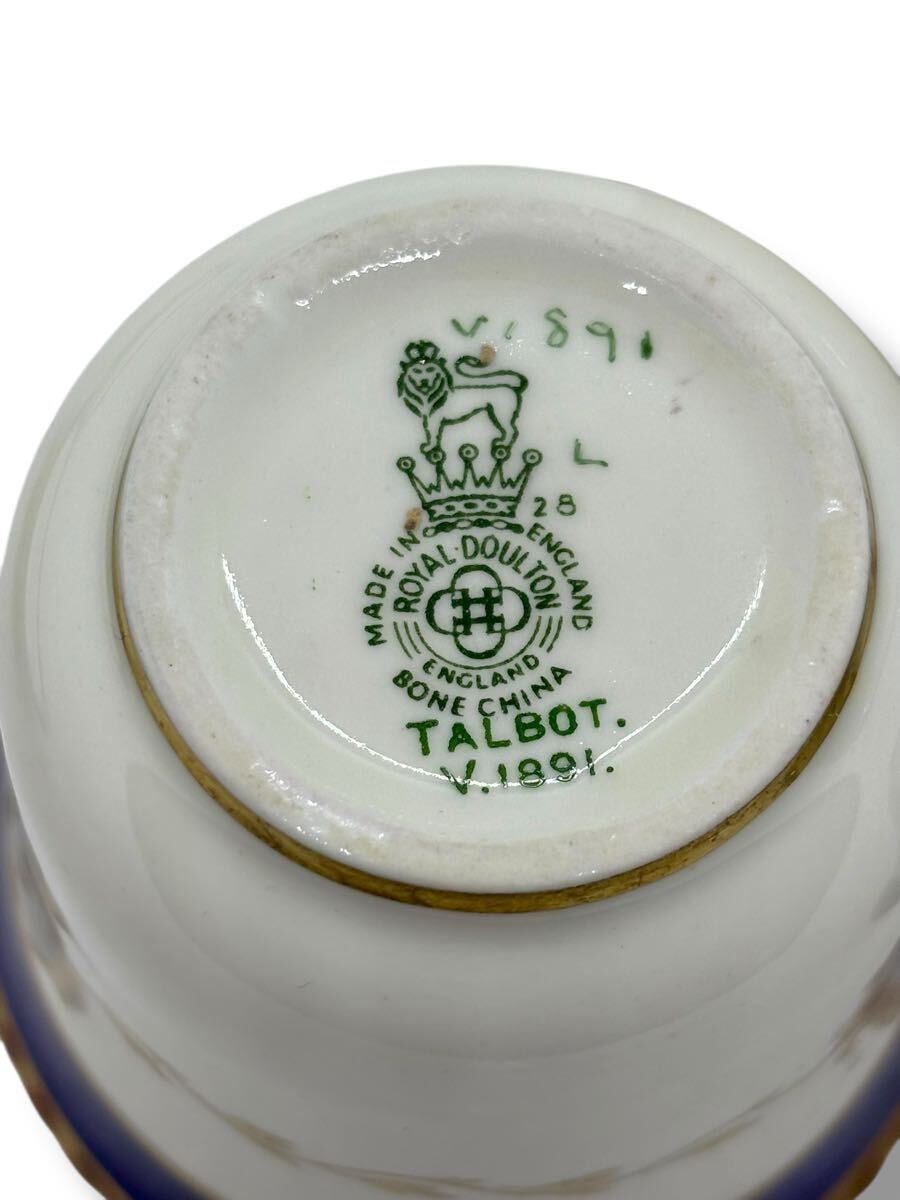 V.1891
L
28
MADE IN ENGLAND
ROYAL·DOULTON
ENGLAND
BONE CHINA
TALBOT.
V.1891.